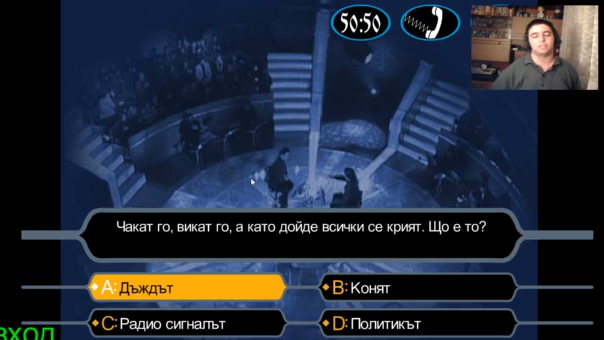 50:50
Чакат го, викат го, а като дойде всички се крият. Що е то?
A: Дъждът
B: Конят
C: Радио сигналът
D: Политикът
вход